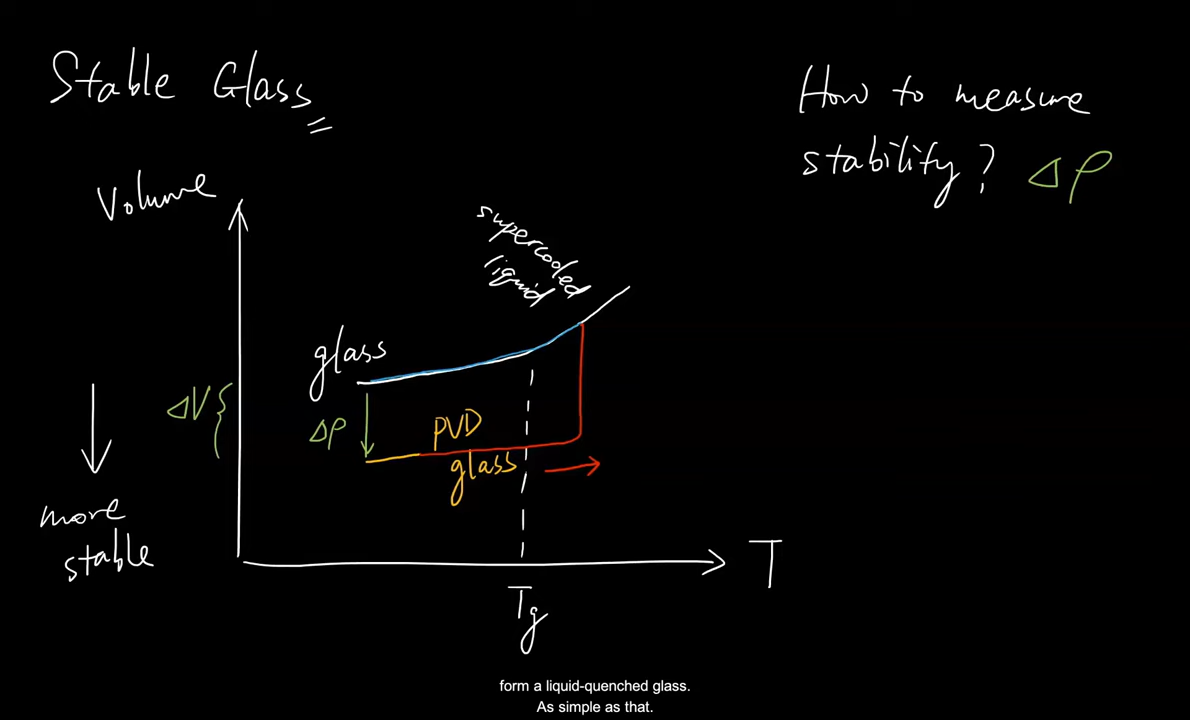 Stable Glass
How to measure
stability? Δρ
Volume
supercooled
liquid
glass
ΔV
Δρ
PVD
glass
more
stable
T
Tg
form a liquid-quenched glass.
As simple as that.